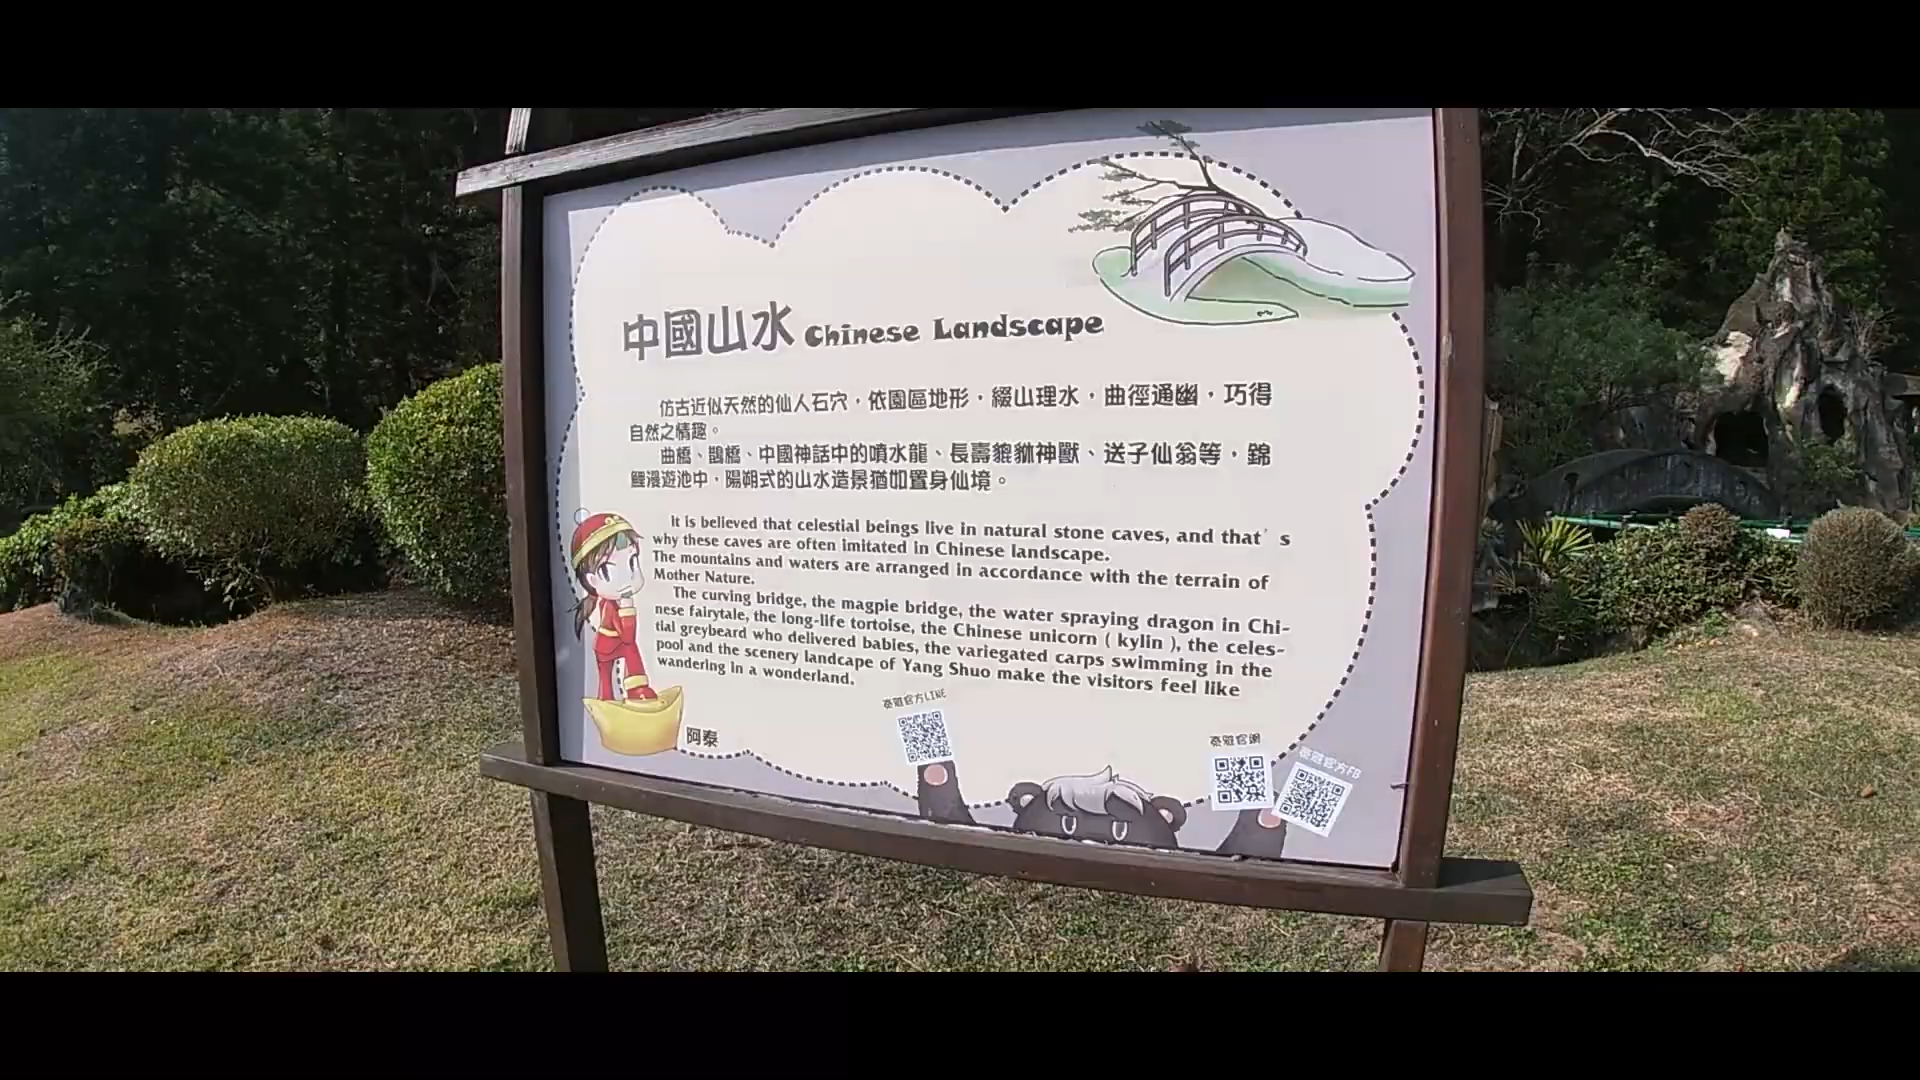 中國山水 Chinese Landscape
仿古近似天然的仙人石穴，依園區地形，綴山理水，曲徑通幽，巧得
自然之情趣。
曲橋、鵲橋、中國神話中的噴水龍、長壽貔貅神獸、送子仙翁等，錦
鯉漫遊池中，陽朔式的山水造景猶如置身仙境。
It is believed that celestial beings live in natural stone caves, and that's
why these caves are often imitated in Chinese landscape.
The mountains and waters are arranged in accordance with the terrain of
Mother Nature.
The curving bridge, the magpie bridge, the water spraying dragon in Chi-
nese fairytale, the long-life tortoise, the Chinese unicorn ( kylin ), the celes-
tial greybeard who delivered babies, the variegated carps swimming in the
pool and the scenery landcape of Yang Shuo make the visitors feel like
wandering in a wonderland.
泰雅官方LINE
阿泰
泰雅官網
泰雅官方FB